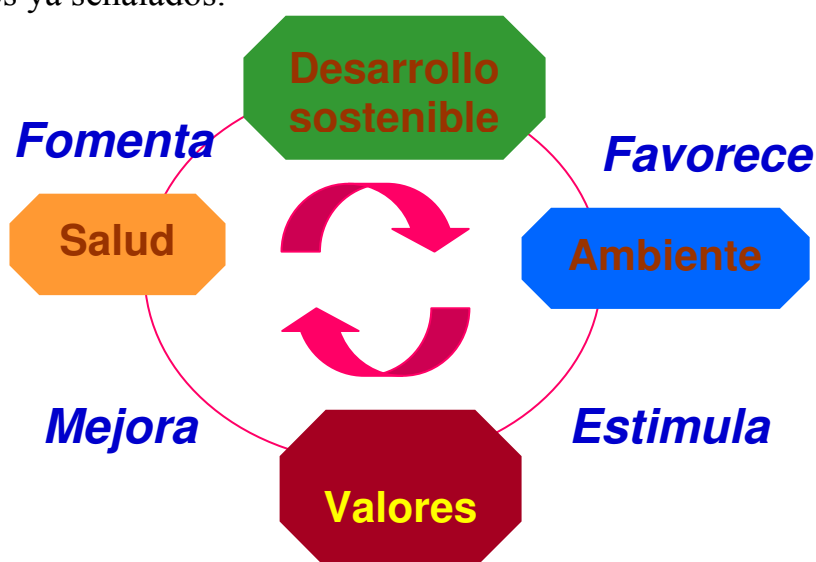 ya señalados.
Desarrollo
sostenible
Fomenta
Favorece
Salud
Ambiente
Mejora
Estimula
Valores